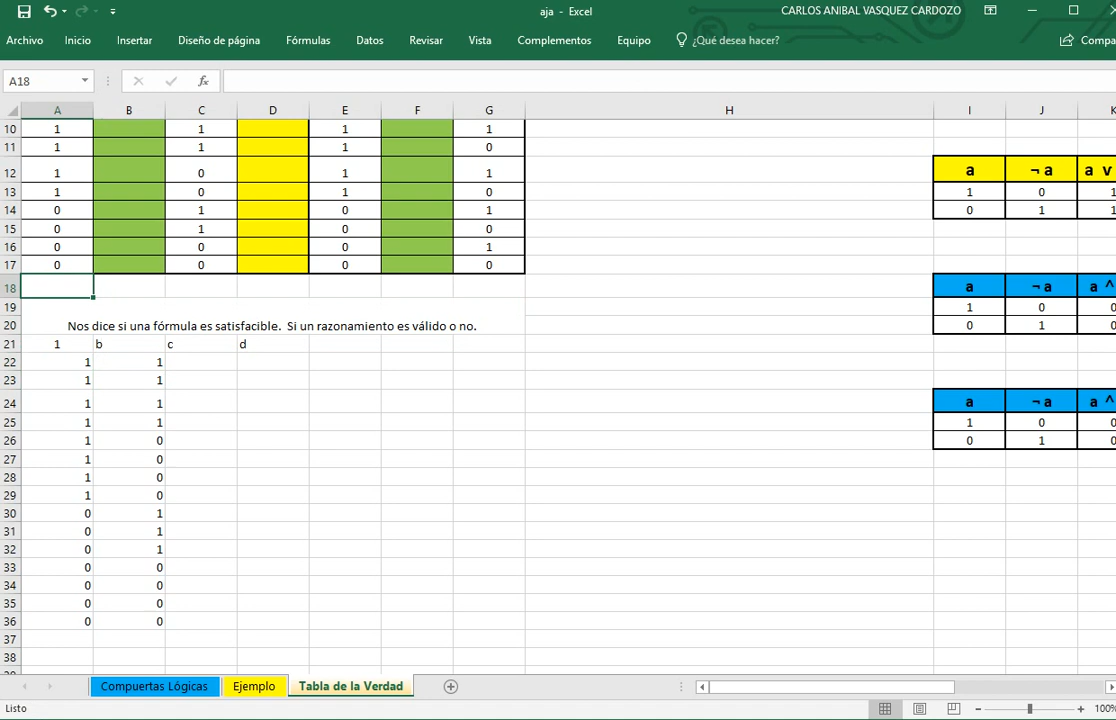 aja - Excel
CARLOS ANIBAL VASQUEZ CARDOZO
Archivo Inicio Insertar Diseño de página Fórmulas Datos Revisar Vista Complementos Equipo ¿Qué desea hacer? Compa
A18 fx
A B C D E F G H I J K
10 1 1 1 1
11 1 1 1 0
12 1 0 1 1 a ¬ a a v
13 1 0 1 0 1 0 1
14 0 1 0 1 0 1 1
15 0 1 0 0
16 0 0 0 1
17 0 0 0 0
18 a ¬ a a ^
19 1 0 0
20 Nos dice si una fórmula es satisfacible. Si un razonamiento es válido o no. 0 1 0
21 1 b c d
22 1 1
23 1 1
24 1 1 a ¬ a a ^
25 1 1 1 0 0
26 1 0 0 1 0
27 1 0
28 1 0
29 1 0
30 0 1
31 0 1
32 0 1
33 0 0
34 0 0
35 0 0
36 0 0
37
38
Compuertas Lógicas Ejemplo Tabla de la Verdad
Listo 100%